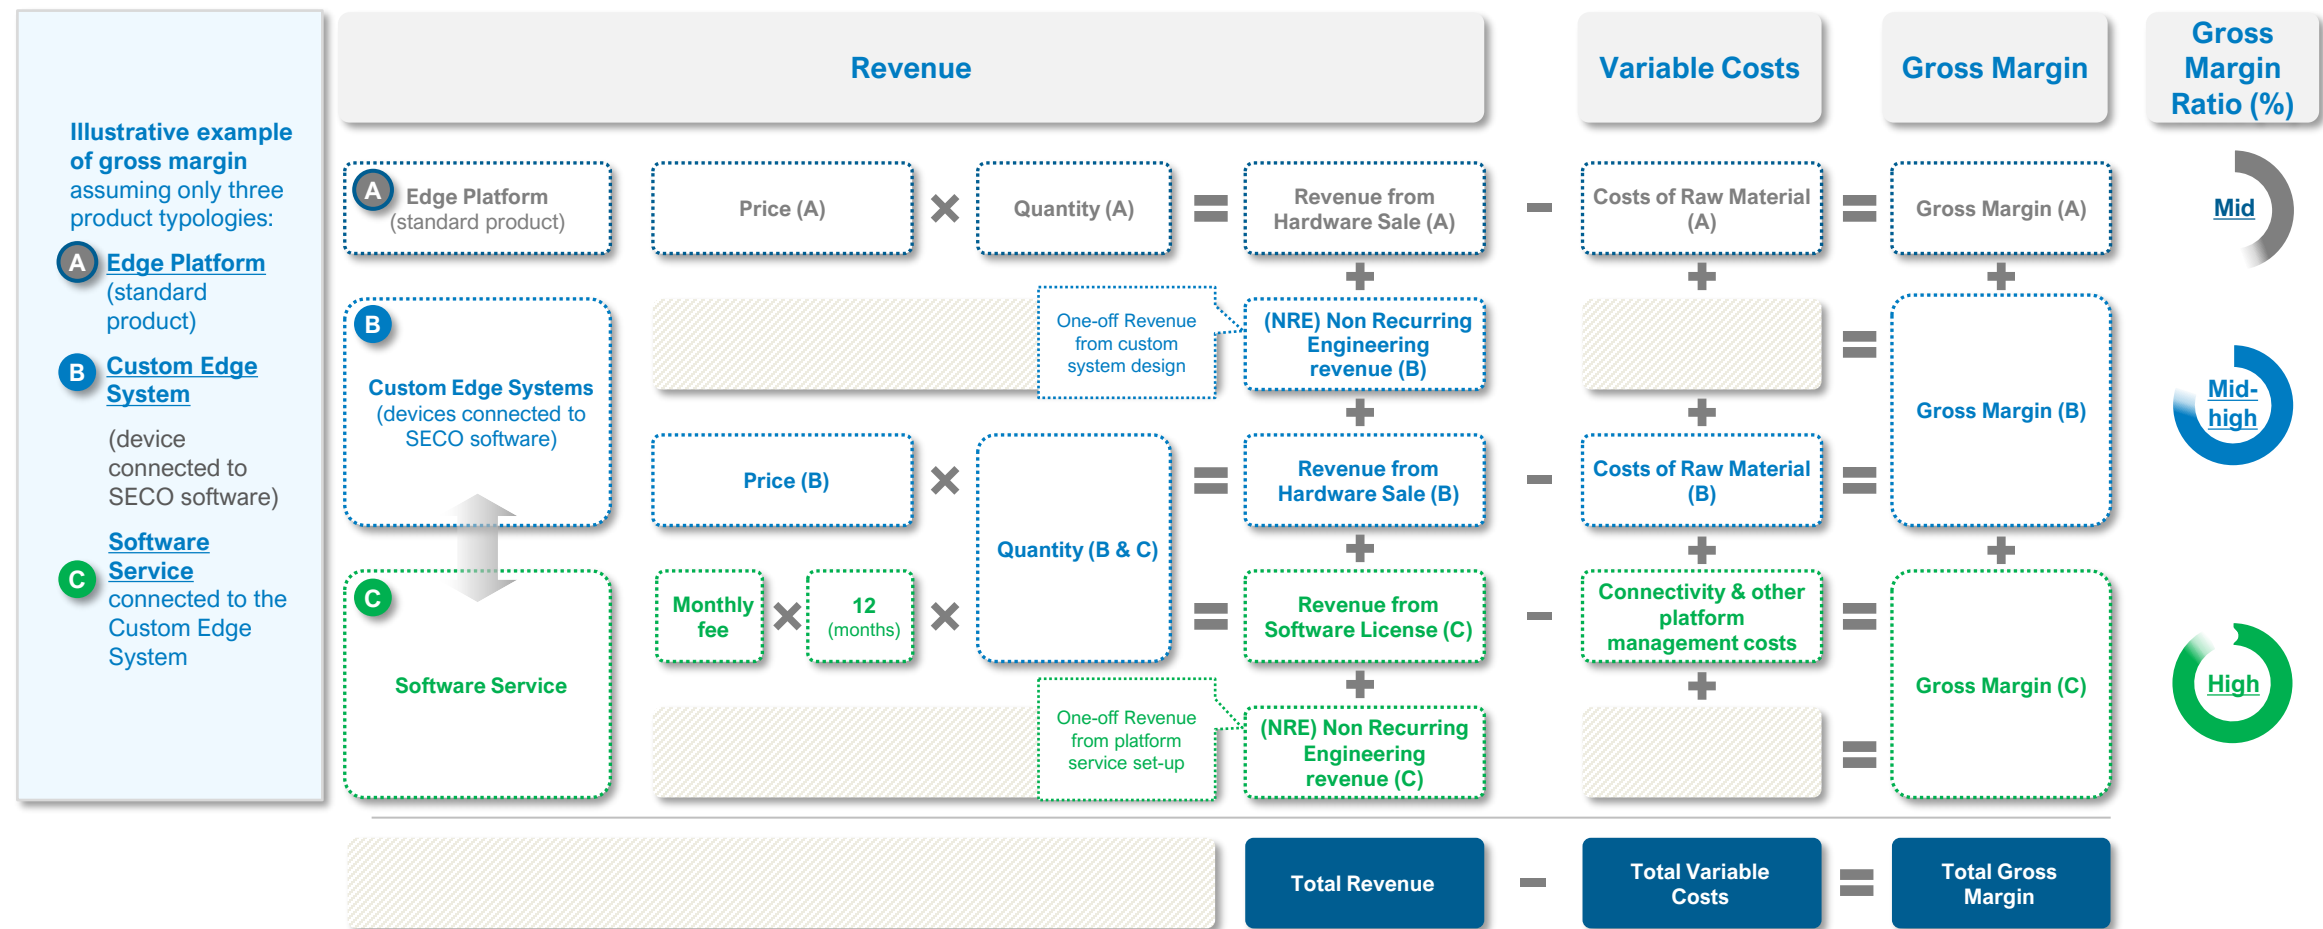 Illustrative example
of gross margin
assuming only three
product typologies:
A
Edge Platform
(standard
product)
B
Custom Edge
System
(device
connected to
SECO software)
C
Software
Service
connected to the
Custom Edge
System
Revenue
Variable Costs
Gross Margin
Gross
Margin
Ratio (%)
A
Edge Platform
(standard product)
Price (A)
Quantity (A)
Revenue from
Hardware Sale (A)
Costs of Raw Material
(A)
Gross Margin (A)
Mid
B
Custom Edge Systems
(devices connected to
SECO software)
One-off Revenue
from custom
system design
(NRE) Non Recurring
Engineering
revenue (B)
Price (B)
Quantity (B & C)
Revenue from
Hardware Sale (B)
Costs of Raw Material
(B)
Gross Margin (B)
Mid-
high
C
Software Service
Monthly
fee
12
(months)
Revenue from
Software License (C)
Connectivity & other
platform
management costs
Gross Margin (C)
High
One-off Revenue
from platform
service set-up
(NRE) Non Recurring
Engineering
revenue (C)
Total Revenue
Total Variable
Costs
Total Gross
Margin